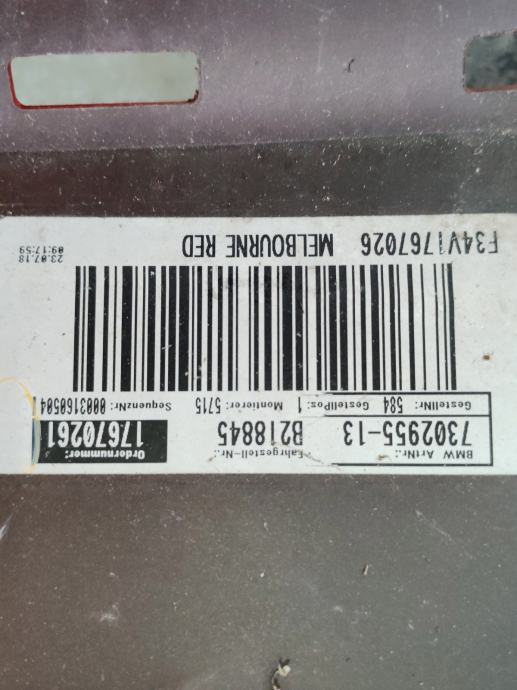 BMW ArtNr.: Fahrgestell-Nr.: Ordernummer:
7302955-13 B218845 17670261
GestellNr: 584 GestellPos: 1 Montierer: 5715 SequenzNr: 0003160504
F34V1767026 MELBOURNE RED 23.07.18
09:17:59